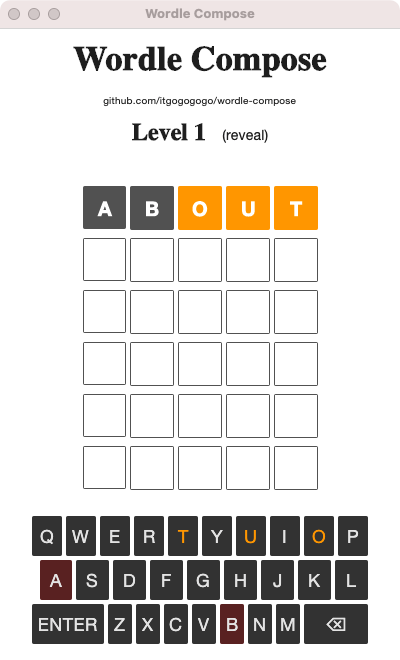 Wordle Compose
Wordle Compose
github.com/itgogogogo/wordle-compose
Level 1 (reveal)
A B O U T
Q W E R T Y U I O P
A S D F G H J K L
ENTER Z X C V B N M ⌫